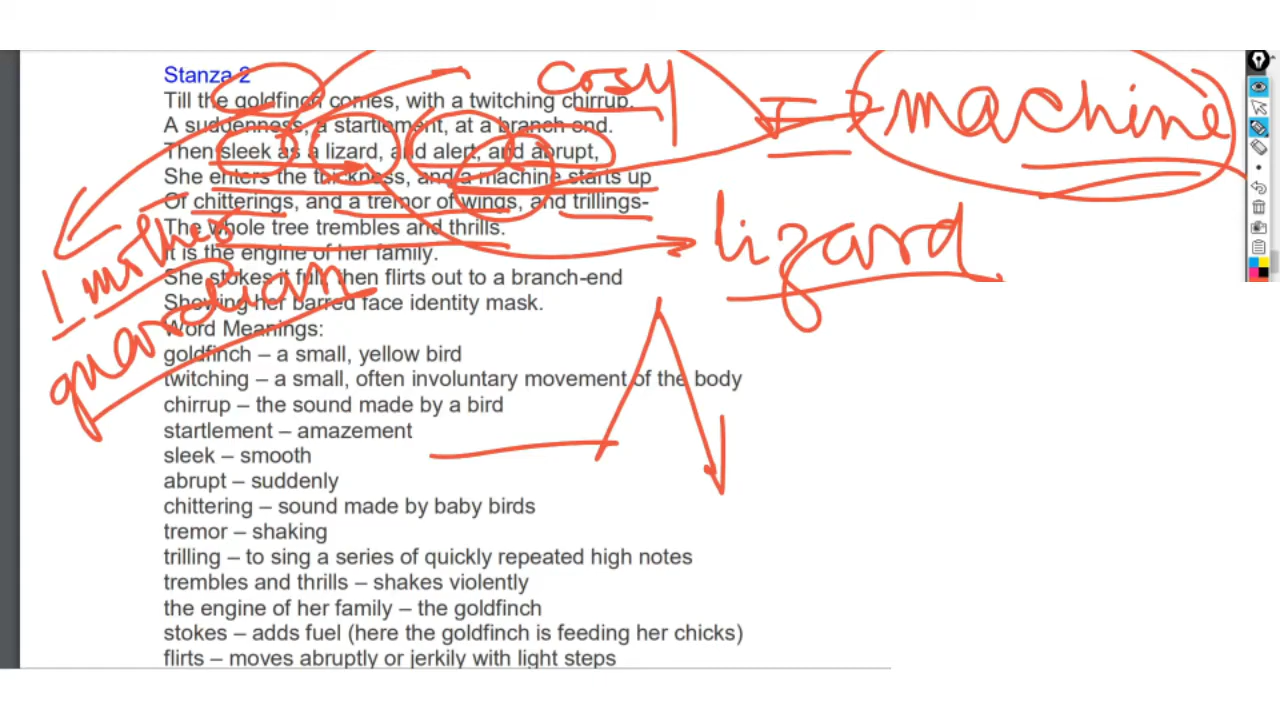 Stanza 2
cosy
Till the goldfinch comes, with a twitching chirrup,
machine
A suddenness, a startlement, at a branch end.
Then sleek as a lizard, and alert, and abrupt,
She enters the thickness, and a machine starts up
Of chitterings, and a tremor of wings, and trillings-
The whole tree trembles and thrills.
lizard
It is the engine of her family.
1 mother
She stokes it full, then flirts out to a branch-end
Showing her barred face identity mask.
guardian
Word Meanings:
goldfinch – a small, yellow bird
twitching – a small, often involuntary movement of the body
chirrup – the sound made by a bird
startlement – amazement
sleek – smooth
abrupt – suddenly
chittering – sound made by baby birds
tremor – shaking
trilling – to sing a series of quickly repeated high notes
trembles and thrills – shakes violently
the engine of her family – the goldfinch
stokes – adds fuel (here the goldfinch is feeding her chicks)
flirts – moves abruptly or jerkily with light steps